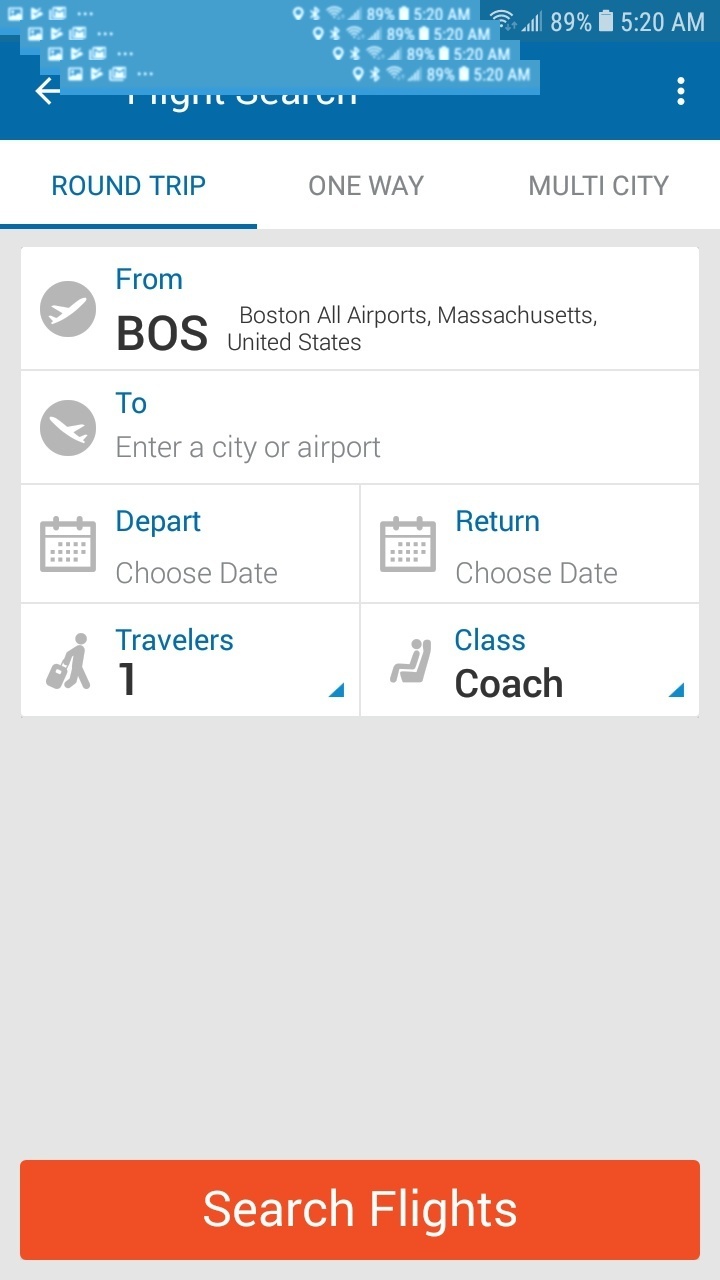 89% 5:20 AM
89% 5:20 AM
89% 5:20 AM
89% 5:20 AM
89% 5:20 AM
Flight Search
ROUND TRIP ONE WAY MULTI CITY
From
BOS Boston All Airports, Massachusetts,
United States
To
Enter a city or airport
Depart Return
Choose Date Choose Date
Travelers Class
1 Coach
Search Flights